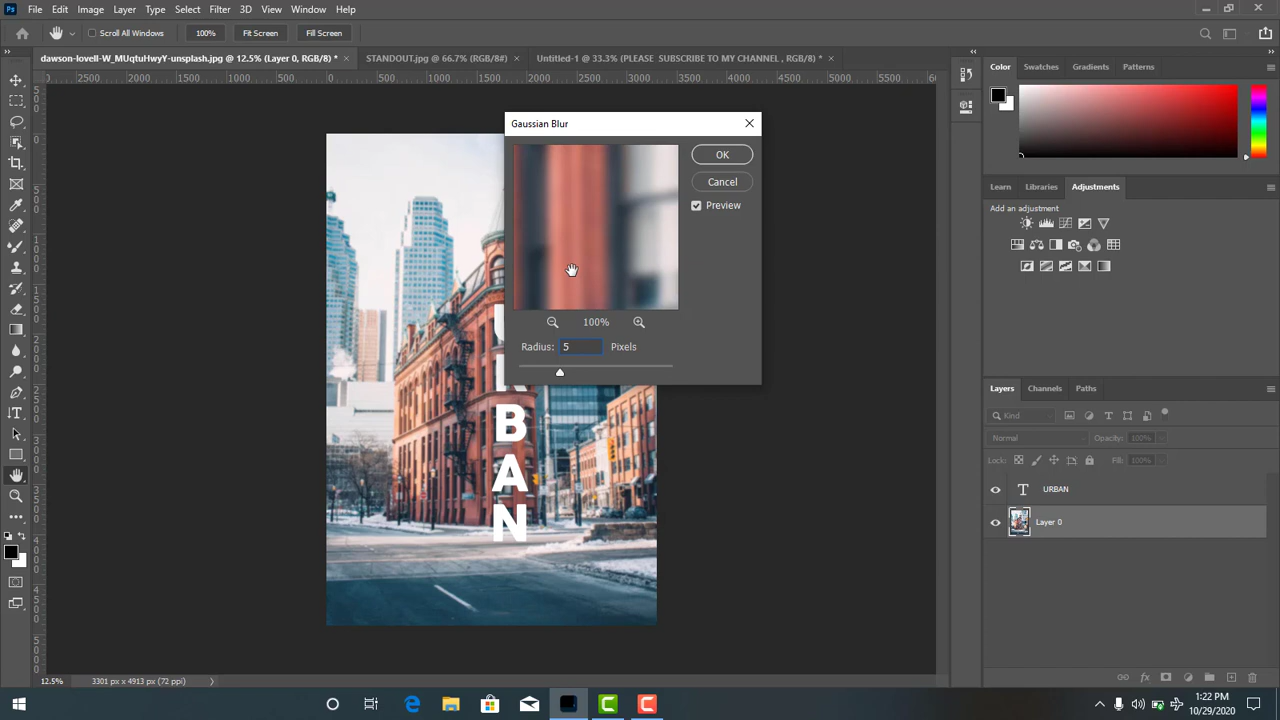 Ps File Edit Image Layer Type Select Filter 3D View Window Help
Scroll All Windows 100% Fit Screen Fill Screen
dawson-lovell-W_MUqtuHwyY-unsplash.jpg @ 12.5% (Layer 0, RGB/8) * × STANDOUT.jpg @ 66.7% (RGB/8#) × Untitled-1 @ 33.3% (PLEASE SUBSCRIBE TO MY CHANNEL , RGB/8) * ×
2500 2000 1500 1000 500 0 500 1000 1500 2000 2500 3000 3500 4000 4500 5000 5500
Color Swatches Gradients Patterns
Gaussian Blur
OK
Cancel
Preview
100%
Radius: 5 Pixels
Learn Libraries Adjustments
Add an adjustment
B
A
N
Layers Channels Paths
Kind
Normal Opacity: 100%
Lock: Fill: 100%
T URBAN
Layer 0
fx
12.5% 3301 px x 4913 px (72 ppi)
1:22 PM
10/29/2020